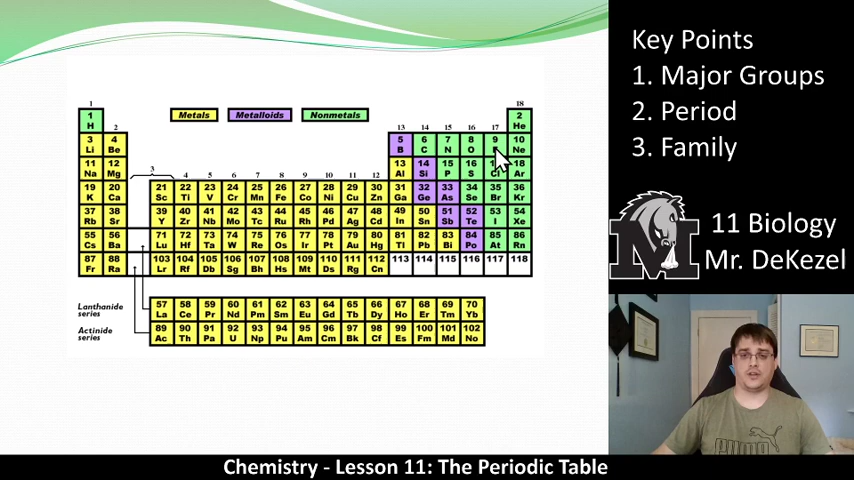 Key Points
1. Major Groups
2. Period
3. Family
11 Biology
Mr. DeKezel
M
1 18
Metals Metalloids Nonmetals
1 2
H He
2 13 14 15 16 17
3 4 5 6 7 8 9 10
Li Be B C N O Ne
11 12 13 14 15 16 18
Na Mg Al Si P S Cl Ar
3 4 5 6 7 8 9 10 11 12
19 20 21 22 23 24 25 26 27 28 29 30 31 32 33 34 35 36
K Ca Sc Ti V Cr Mn Fe Co Ni Cu Zn Ga Ge As Se Br Kr
37 38 39 40 41 42 43 44 45 46 47 48 49 50 51 52 53 54
Rb Sr Y Zr Nb Mo Tc Ru Rh Pd Ag Cd In Sn Sb Te I Xe
55 56 71 72 73 74 75 76 77 78 79 80 81 82 83 84 85 86
Cs Ba Lu Hf Ta W Re Os Ir Pt Au Hg Tl Pb Bi Po At Rn
87 88 103 104 105 106 107 108 109 110 111 112 113 114 115 116 117 118
Fr Ra Lr Rf Db Sg Bh Hs Mt Ds Rg Cn
Lanthanide series
57 58 59 60 61 62 63 64 65 66 67 68 69 70
La Ce Pr Nd Pm Sm Eu Gd Tb Dy Ho Er Tm Yb
Actinide series
89 90 91 92 93 94 95 96 97 98 99 100 101 102
Ac Th Pa U Np Pu Am Cm Bk Cf Es Fm Md No
PUMA
Chemistry - Lesson 11: The Periodic Table